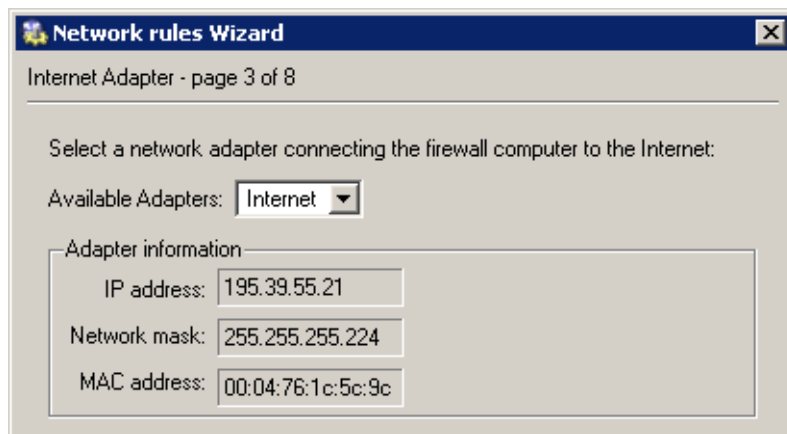 Network rules Wizard
Internet Adapter - page 3 of 8
Select a network adapter connecting the firewall computer to the Internet:
Available Adapters: Internet
Adapter information
IP address: 195.39.55.21
Network mask: 255.255.255.224
MAC address: 00:04:76:1c:5c:9c